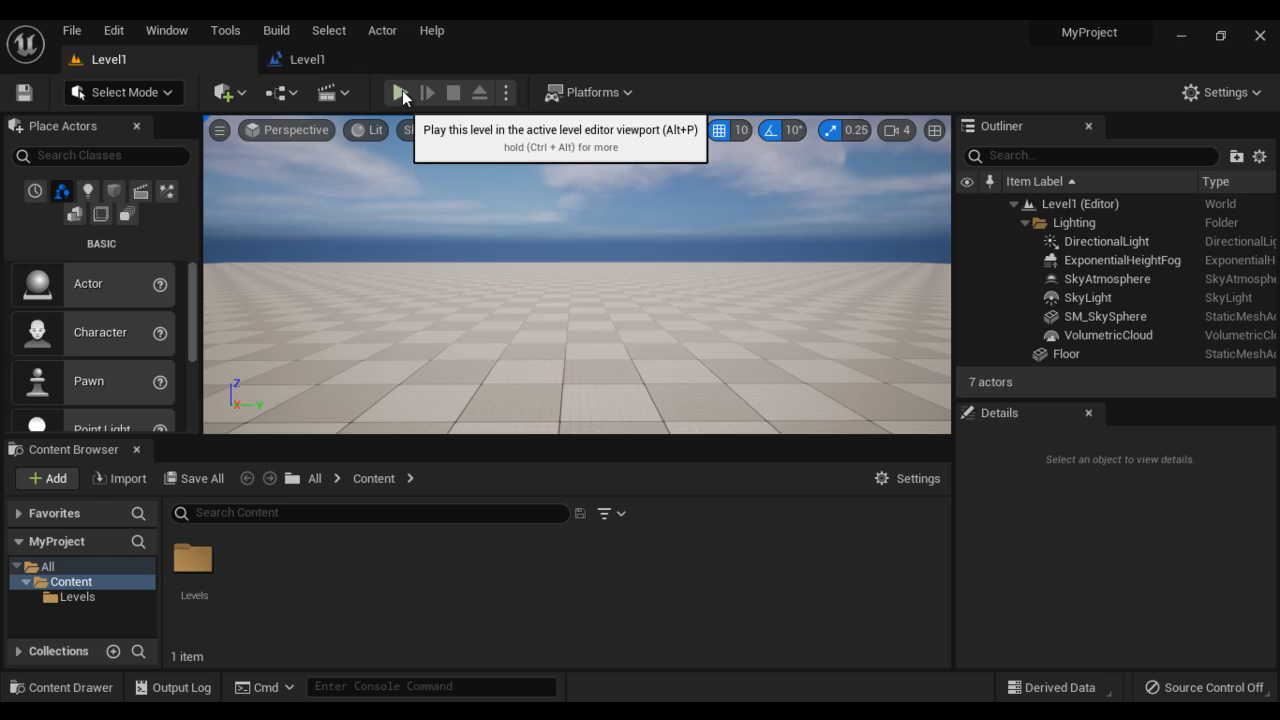 File Edit Window Tools Build Select Actor Help
MyProject
Level1
Level1
Select Mode
Platforms
Settings
Play this level in the active level editor viewport (Alt+P)
hold (Ctrl + Alt) for more
Place Actors
Search Classes
BASIC
Actor
Character
Pawn
Point Light
Perspective
Lit
10
10°
0.25
4
Z
X
Y
Outliner
Search...
Item Label
Type
Level1 (Editor)
World
Lighting
Folder
DirectionalLight
DirectionalLig
ExponentialHeightFog
ExponentialH
SkyAtmosphere
SkyAtmosphe
SkyLight
SkyLight
SM_SkySphere
StaticMeshAc
VolumetricCloud
VolumetricCl
Floor
StaticMeshAc
7 actors
Details
Select an object to view details.
Content Browser
Add
Import
Save All
All
Content
Settings
Favorites
MyProject
All
Content
Levels
Collections
Search Content
Levels
1 item
Content Drawer
Output Log
Cmd
Enter Console Command
Derived Data
Source Control Off